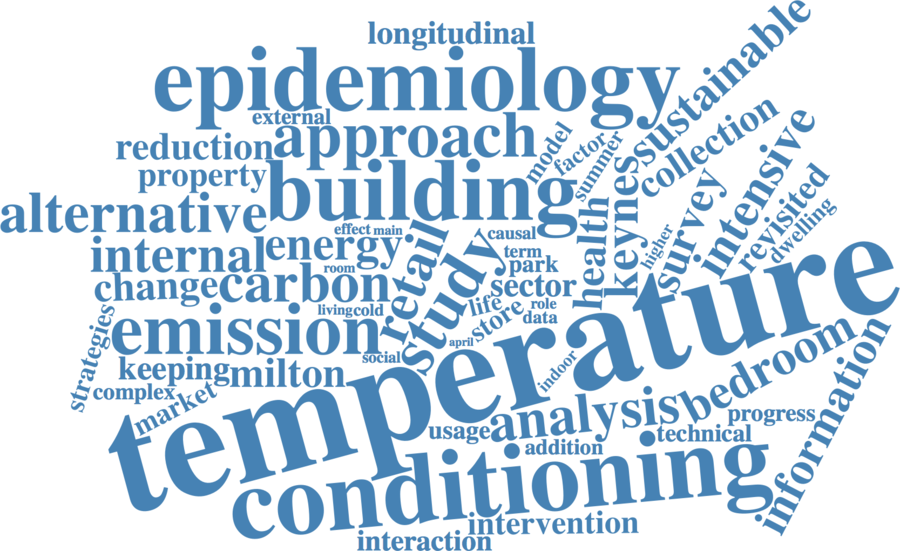 longitudinal
sustainable
epidemiology
external
approach
reduction
model
factor
summer
collection
property
building
alternative
keynes
health
survey
intensive
revisited
dwelling
higher
effect
main
causal
internal
energy
room
retail
study
term
park
change
carbon
sector
life
store
role
data
living
cold
emission
strategies
social
april
keeping
milton
complex
market
temperature
indoor
bedroom
information
usage
analysis
progress
technical
addition
conditioning
intervention
interaction